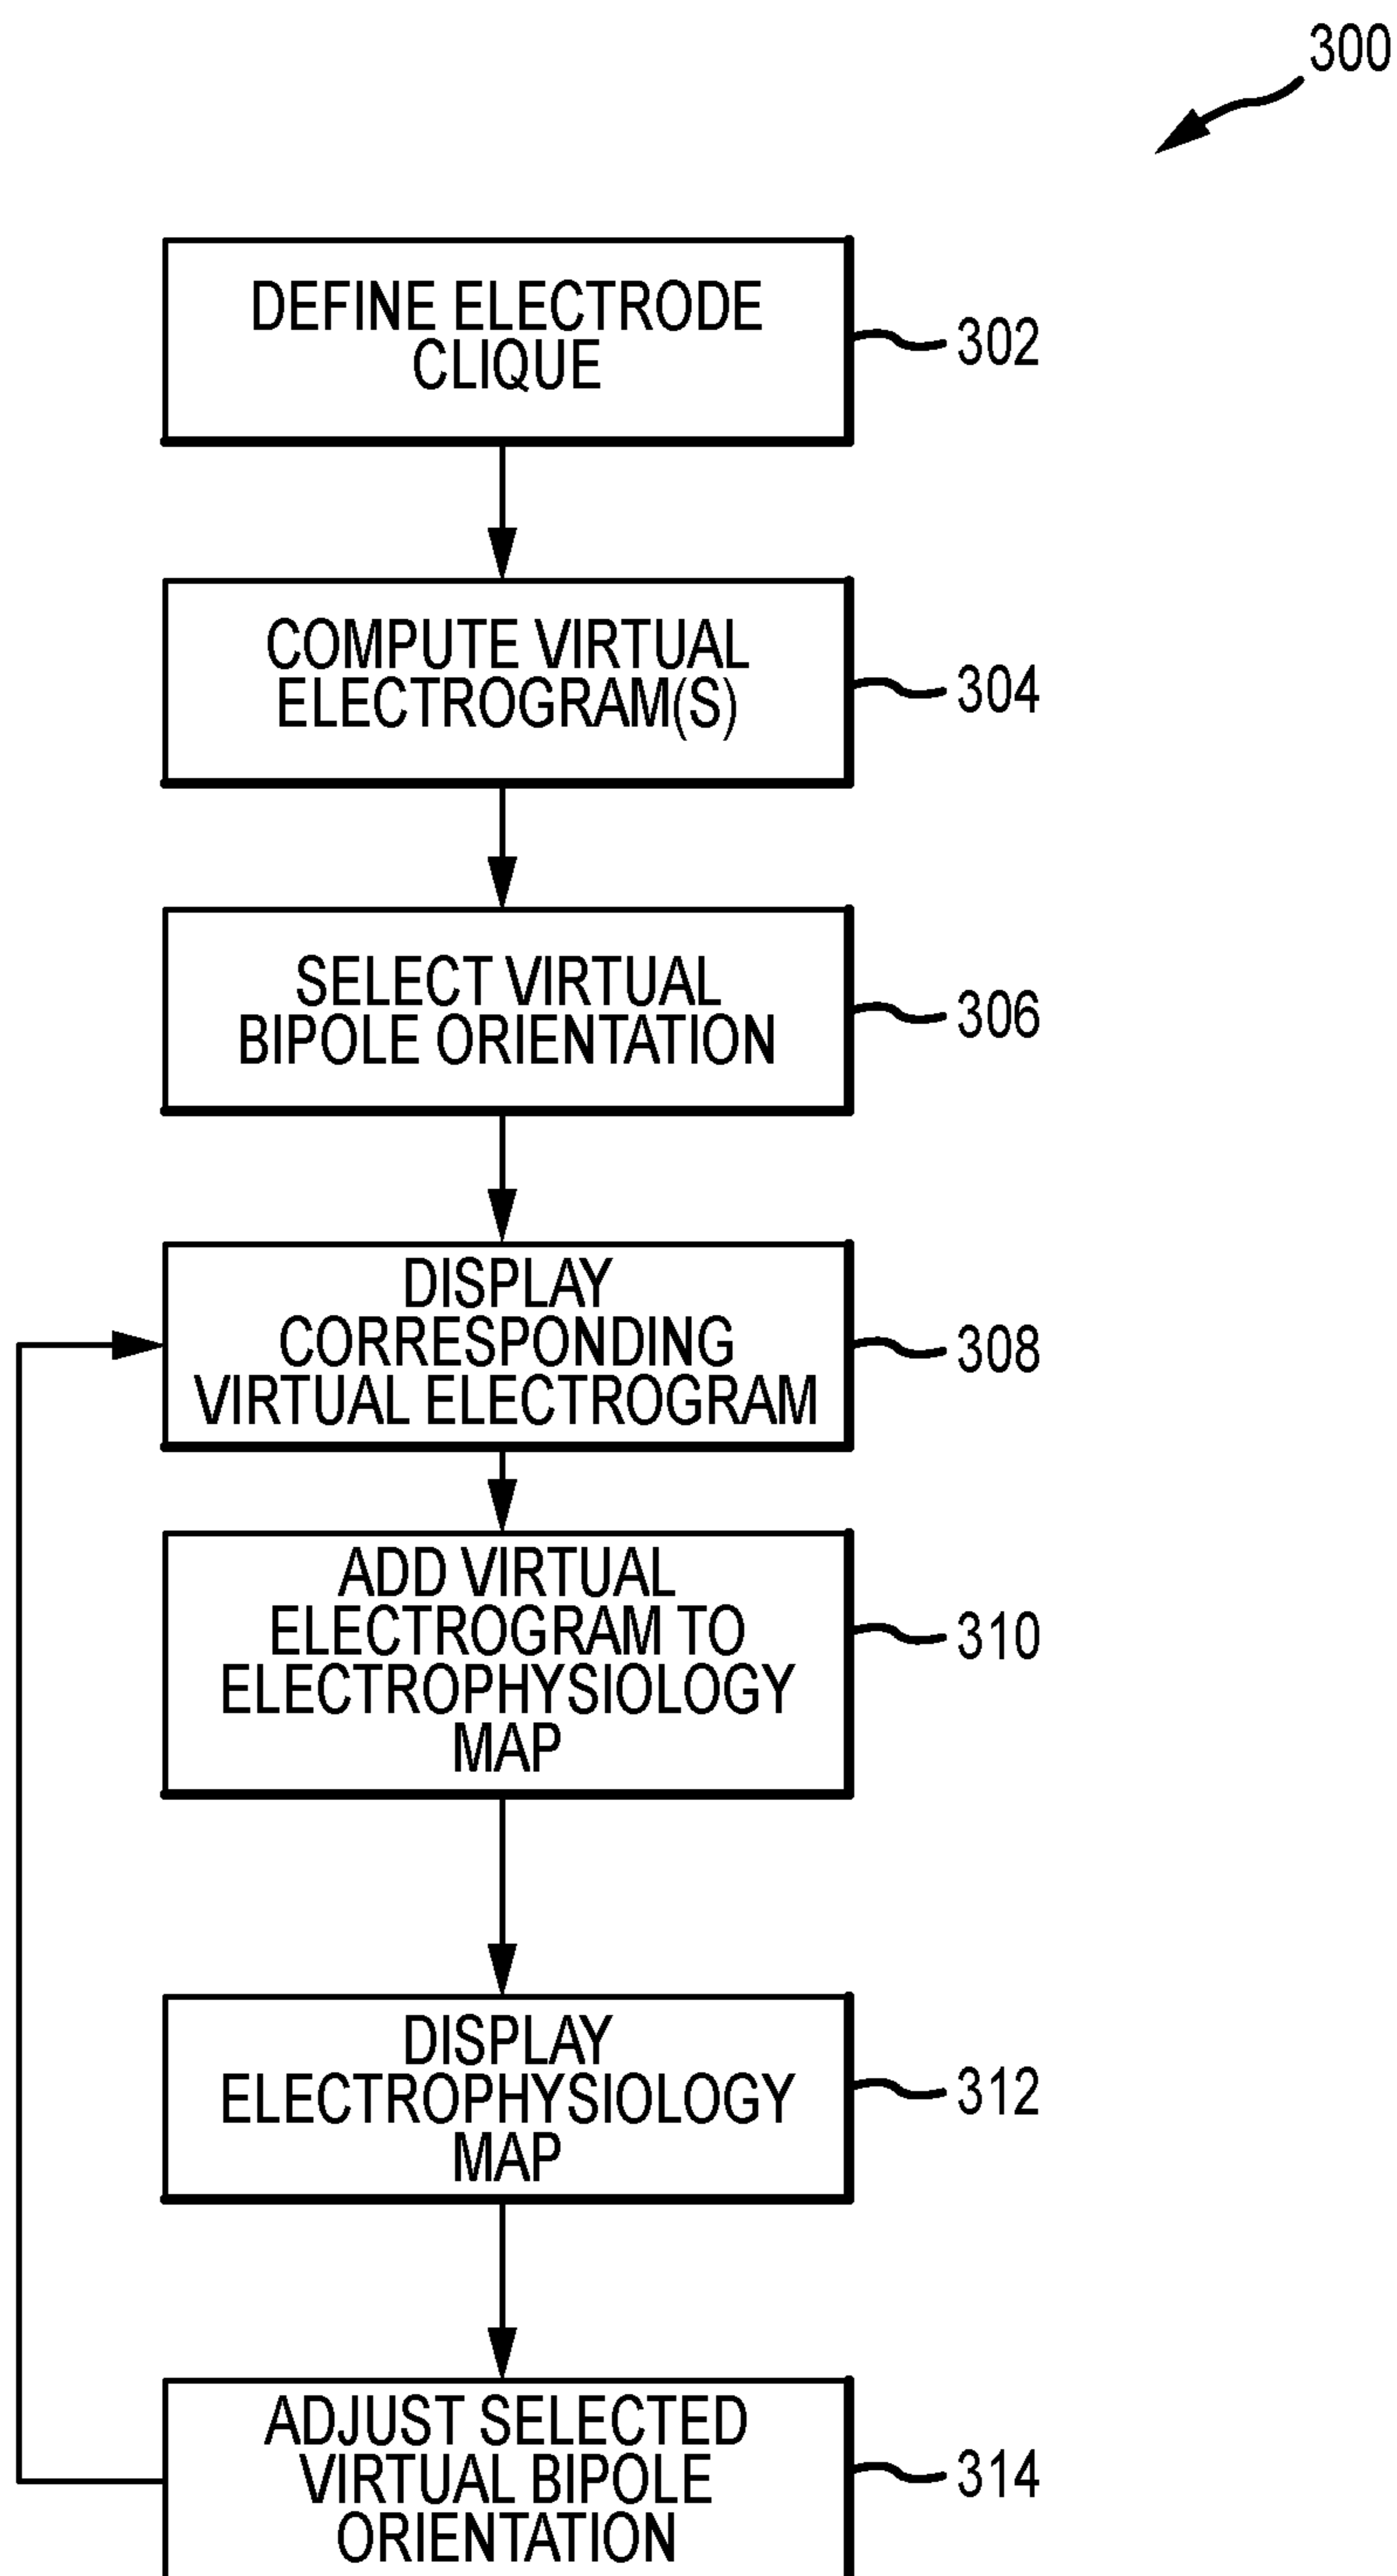 300
DEFINE ELECTRODE
CLIQUE
302
COMPUTE VIRTUAL
ELECTROGRAM(S)
304
SELECT VIRTUAL
BIPOLE ORIENTATION
306
DISPLAY
CORRESPONDING
VIRTUAL ELECTROGRAM
308
ADD VIRTUAL
ELECTROGRAM TO
ELECTROPHYSIOLOGY
MAP
310
DISPLAY
ELECTROPHYSIOLOGY
MAP
312
ADJUST SELECTED
VIRTUAL BIPOLE
ORIENTATION
314